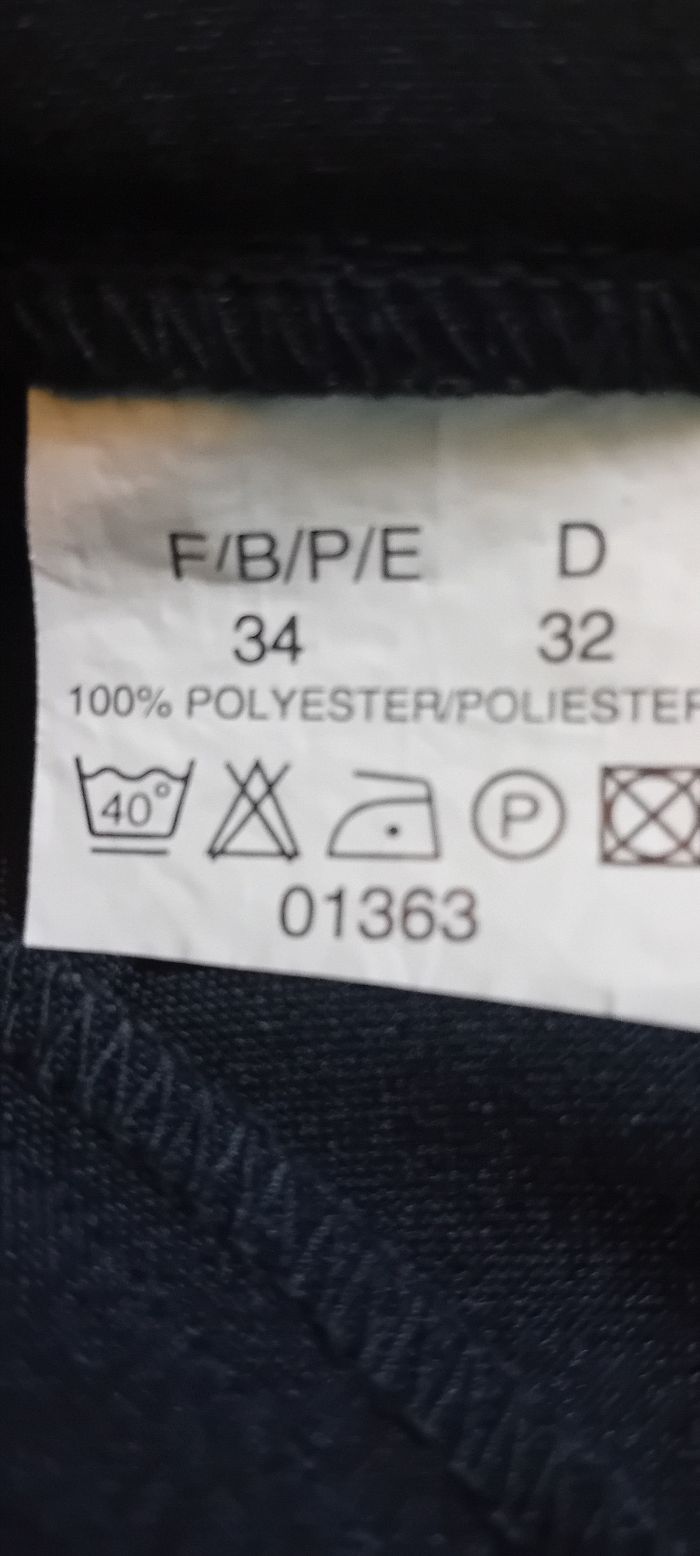 F/B/P/E D
34 32
100% POLYESTER/POLIESTER
40°
P
01363